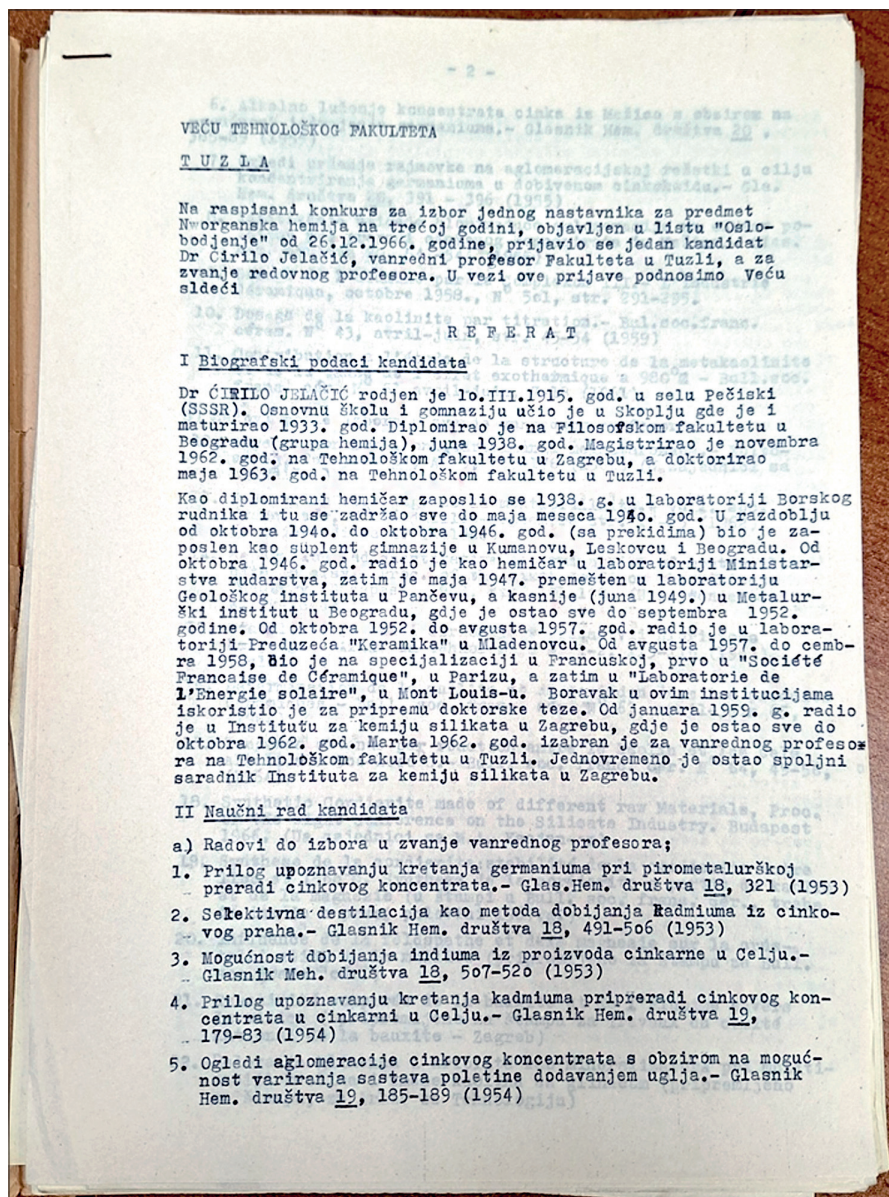 VEĆU TEHNOLOŠKOG FAKULTETA
T U Z L A
Na raspisani konkurs za izbor jednog nastavnika za predmet
Nworganska hemija na trećoj godini, objavljen u listu "Oslo-
bodjenje" od 26.12.1966. godine, prijavio se jedan kandidat
Dr Ćirilo Jelačić, vanredni profesor Fakulteta u Tuzli, a za
zvanje redovnog profesora. U vezi ove prijave podnosimo Veću
sldeći
R E F E R A T
I Biografski podaci kandidata
Dr ĆIRILO JELAČIĆ rodjen je lo.III.1915. god. u selu Pečiski
(SSSR). Osnovnu školu i gomnaziju učio je u Skoplju gde je i
maturirao 1933. god. Diplomirao je na Filosofskom fakultetu u
Beogradu (grupa hemija), juna 1938. god. Magistrirao je novembra
1962. god. na Tehnološkom fakultetu u Zagrebu, a doktorirao
maja 1963. god. na Tehnološkom fakultetu u Tuzli.
Kao diplomirani hemičar zaposlio se 1938. g. u laboratoriji Borskog
rudnika i tu se zadržao sve do maja meseca 194o. god. U razdoblju
od oktobra 194o. do oktobra 1946. god. (sa prekidima) bio je za-
poslen kao suplent gimnazije u Kumanovu, Leskovcu i Beogradu. Od
oktobra 1946. god. radio je kao hemičar u laboratoriji Ministar-
stva rudarstva, zatim je maja 1947. premešten u laboratoriju
Geološkog instituta u Pančevu, a kasnije (juna 1949.) u Metalur-
ški institut u Beogradu, gdje je ostao sve do septembra 1952.
godine. Od oktobra 1952. do avgusta 1957. god. radio je u labora-
toriji Preduzeća "Keramika" u Mladenovcu. Od avgusta 1957. do cemb-
ra 1958, bio je na specijalizaciji u Francuskoj, prvo u "Société
Francaise de Céramique", u Parizu, a zatim u "Laboratorie de
l'Energie solaire", u Mont Louis-u. Boravak u ovim institucijama
iskoristio je za pripremu doktorske teze. Od januara 1959. g. radio
je u Institutu za kemiju silikata u Zagrebu, gdje je ostao sve do
oktobra 1962. god. Marta 1962. god. izabran je za vanrednog profeso
ra na Tehnološkom fakultetu u Tuzli. Jednovremeno je ostao spoljni
saradnik Instituta za kemiju silikata u Zagrebu.
II Naučni rad kandidata
a) Radovi do izbora u zvanje vanrednog profesora;
1. Prilog upoznavanju kretanja germaniuma pri pirometalurškoj
preradi cinkovog koncentrata.- Glas.Hem. društva 18, 321 (1953)
2. Selektivna destilacija kao metoda dobijanja kadmiuma iz cinko-
vog praha.- Glasnik Hem. društva 18, 491-5o6 (1953)
3. Mogućnost dobijanja indiuma iz proizvoda cinkarne u Celju.-
Glasnik Meh. društva 18, 5o7-52o (1953)
4. Prilog upoznavanju kretanja kadmiuma pripreradi cinkovog kon-
centrata u cinkarni u Celju.- Glasnik Hem. društva 19,
179-83 (1954)
5. Ogledi aglomeracije cinkovog koncentrata s obzirom na moguć-
nost variranja sastava poletine dodavanjem uglja.- Glasnik
Hem. društva 19, 185-189 (1954)